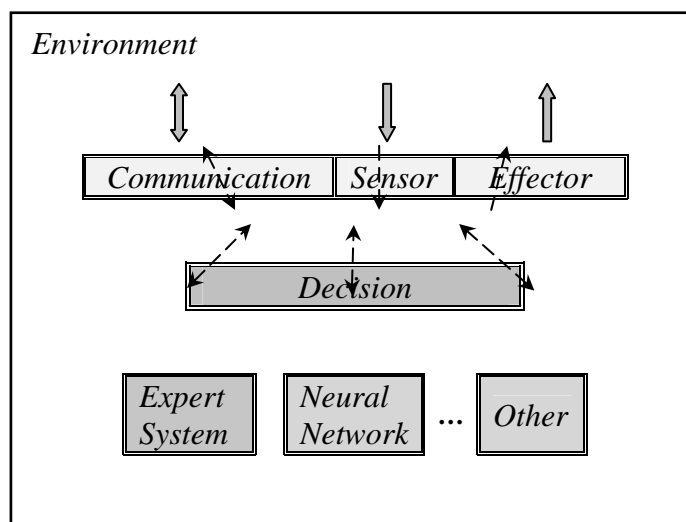 Environment
Communication Sensor Effector
Decision
Expert Neural
System Network ... Other